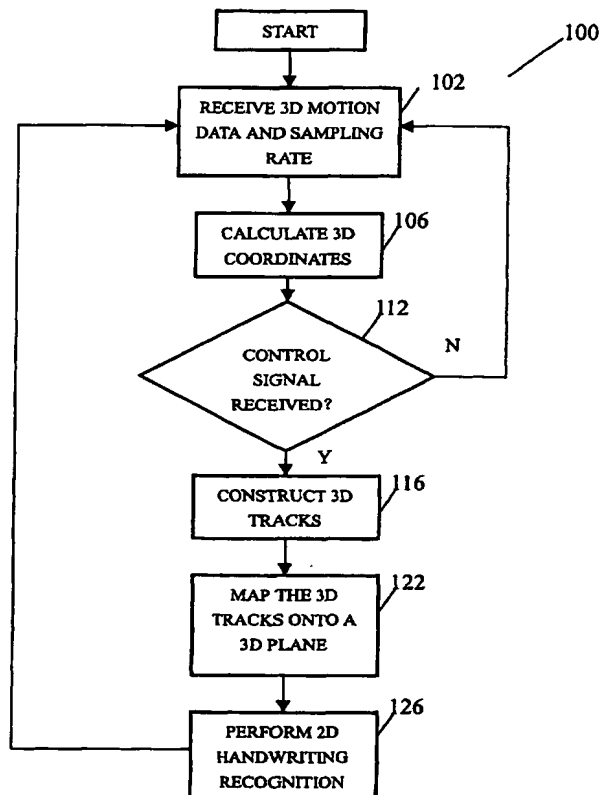 START
100
102
RECEIVE 3D MOTION
DATA AND SAMPLING
RATE
106
CALCULATE 3D
COORDINATES
112
N
CONTROL
SIGNAL
RECEIVED?
Y
116
CONSTRUCT 3D
TRACKS
122
MAP THE 3D
TRACKS ONTO A
3D PLANE
126
PERFORM 2D
HANDWRITING
RECOGNITION